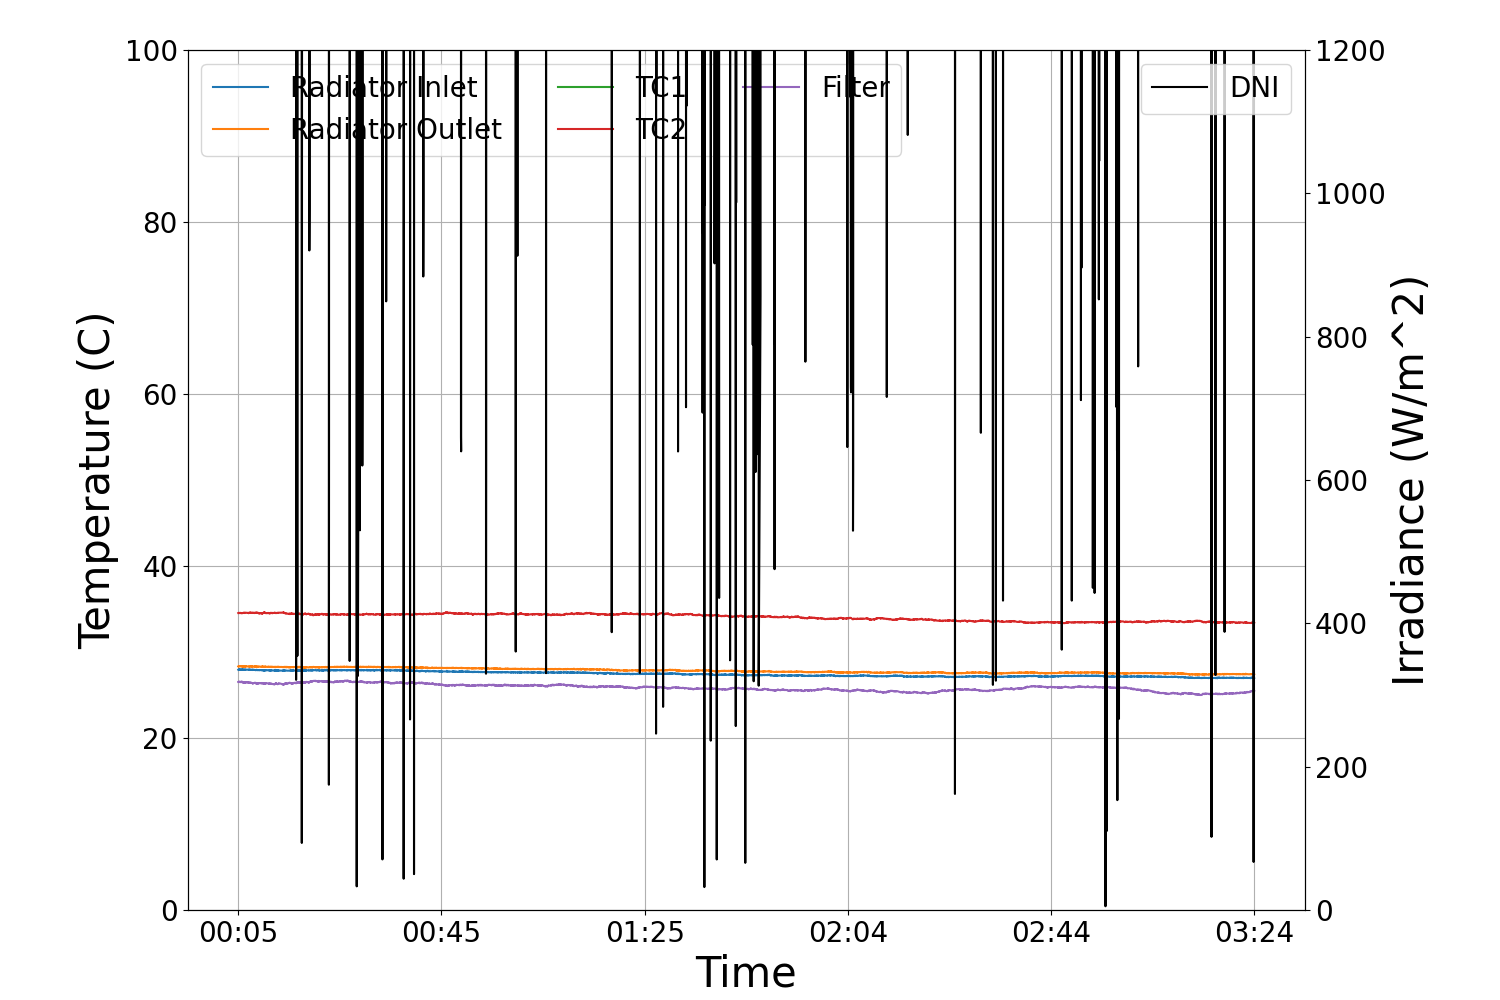 100
80
60
40
20
0
Temperature (C)
Radiator Inlet
Radiator Outlet
TC1
TC2
Filter
DNI
1200
1000
800
600
400
200
0
Irradiance (W/m^2)
00:05 00:45 01:25 02:04 02:44 03:24
Time